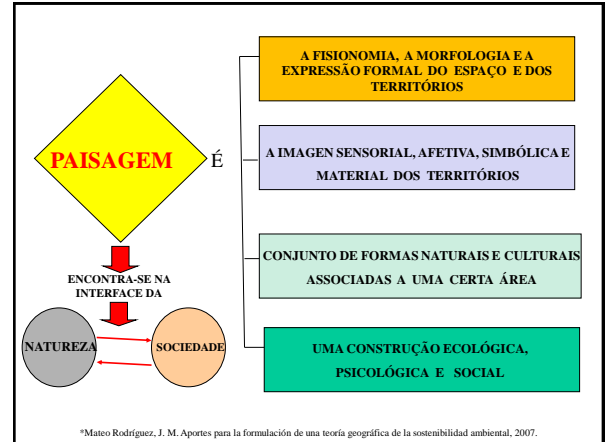 A FISIONOMIA, A MORFOLOGIA E A
EXPRESSÃO FORMAL DO ESPAÇO E DOS
TERRITÓRIOS
PAISAGEM
É
A IMAGEN SENSORIAL, AFETIVA, SIMBÓLICA E
MATERIAL DOS TERRITÓRIOS
CONJUNTO DE FORMAS NATURAIS E CULTURAIS
ASSOCIADAS A UMA CERTA ÁREA
ENCONTRA-SE NA
INTERFACE DA
NATUREZA
SOCIEDADE
UMA CONSTRUÇÃO ECOLÓGICA,
PSICOLÓGICA E SOCIAL
*Mateo Rodríguez, J. M. Aportes para la formulación de una teoría geográfica de la sostenibilidad ambiental, 2007.